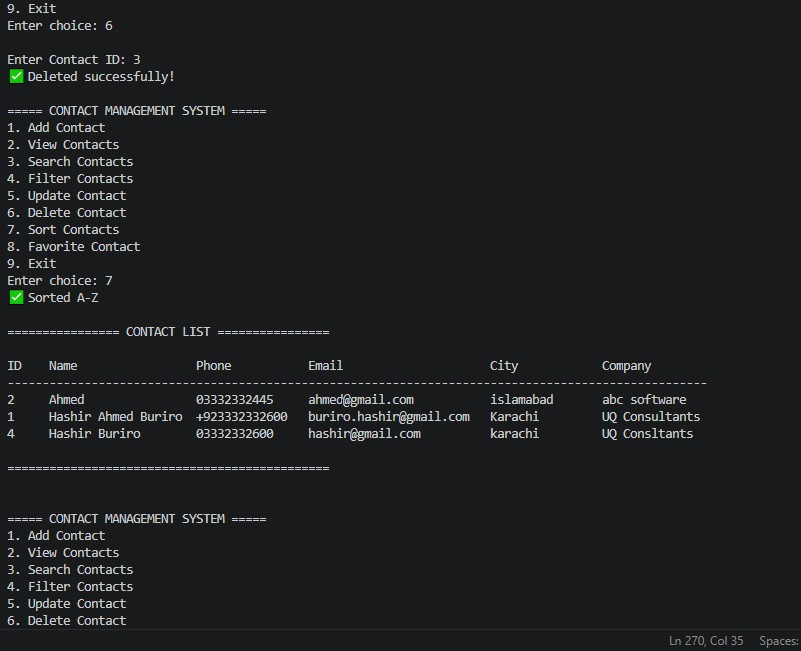 9. Exit
Enter choice: 6
Enter Contact ID: 3
✅ Deleted successfully!
===== CONTACT MANAGEMENT SYSTEM =====
1. Add Contact
2. View Contacts
3. Search Contacts
4. Filter Contacts
5. Update Contact
6. Delete Contact
7. Sort Contacts
8. Favorite Contact
9. Exit
Enter choice: 7
✅ Sorted A-Z
================ CONTACT LIST ================
ID    Name                 Phone           Email                     City            Company
----------------------------------------------------------------------------------------------------
2     Ahmed                03332332445     ahmed@gmail.com           islamabad       abc software
1     Hashir Ahmed Buriro  +923332332600   buriro.hashir@gmail.com   Karachi         UQ Consultants
4     Hashir Buriro        03332332600     hashir@gmail.com          karachi         UQ Consltants
==============================================
===== CONTACT MANAGEMENT SYSTEM =====
1. Add Contact
2. View Contacts
3. Search Contacts
4. Filter Contacts
5. Update Contact
6. Delete Contact
Ln 270, Col 35    Spaces: